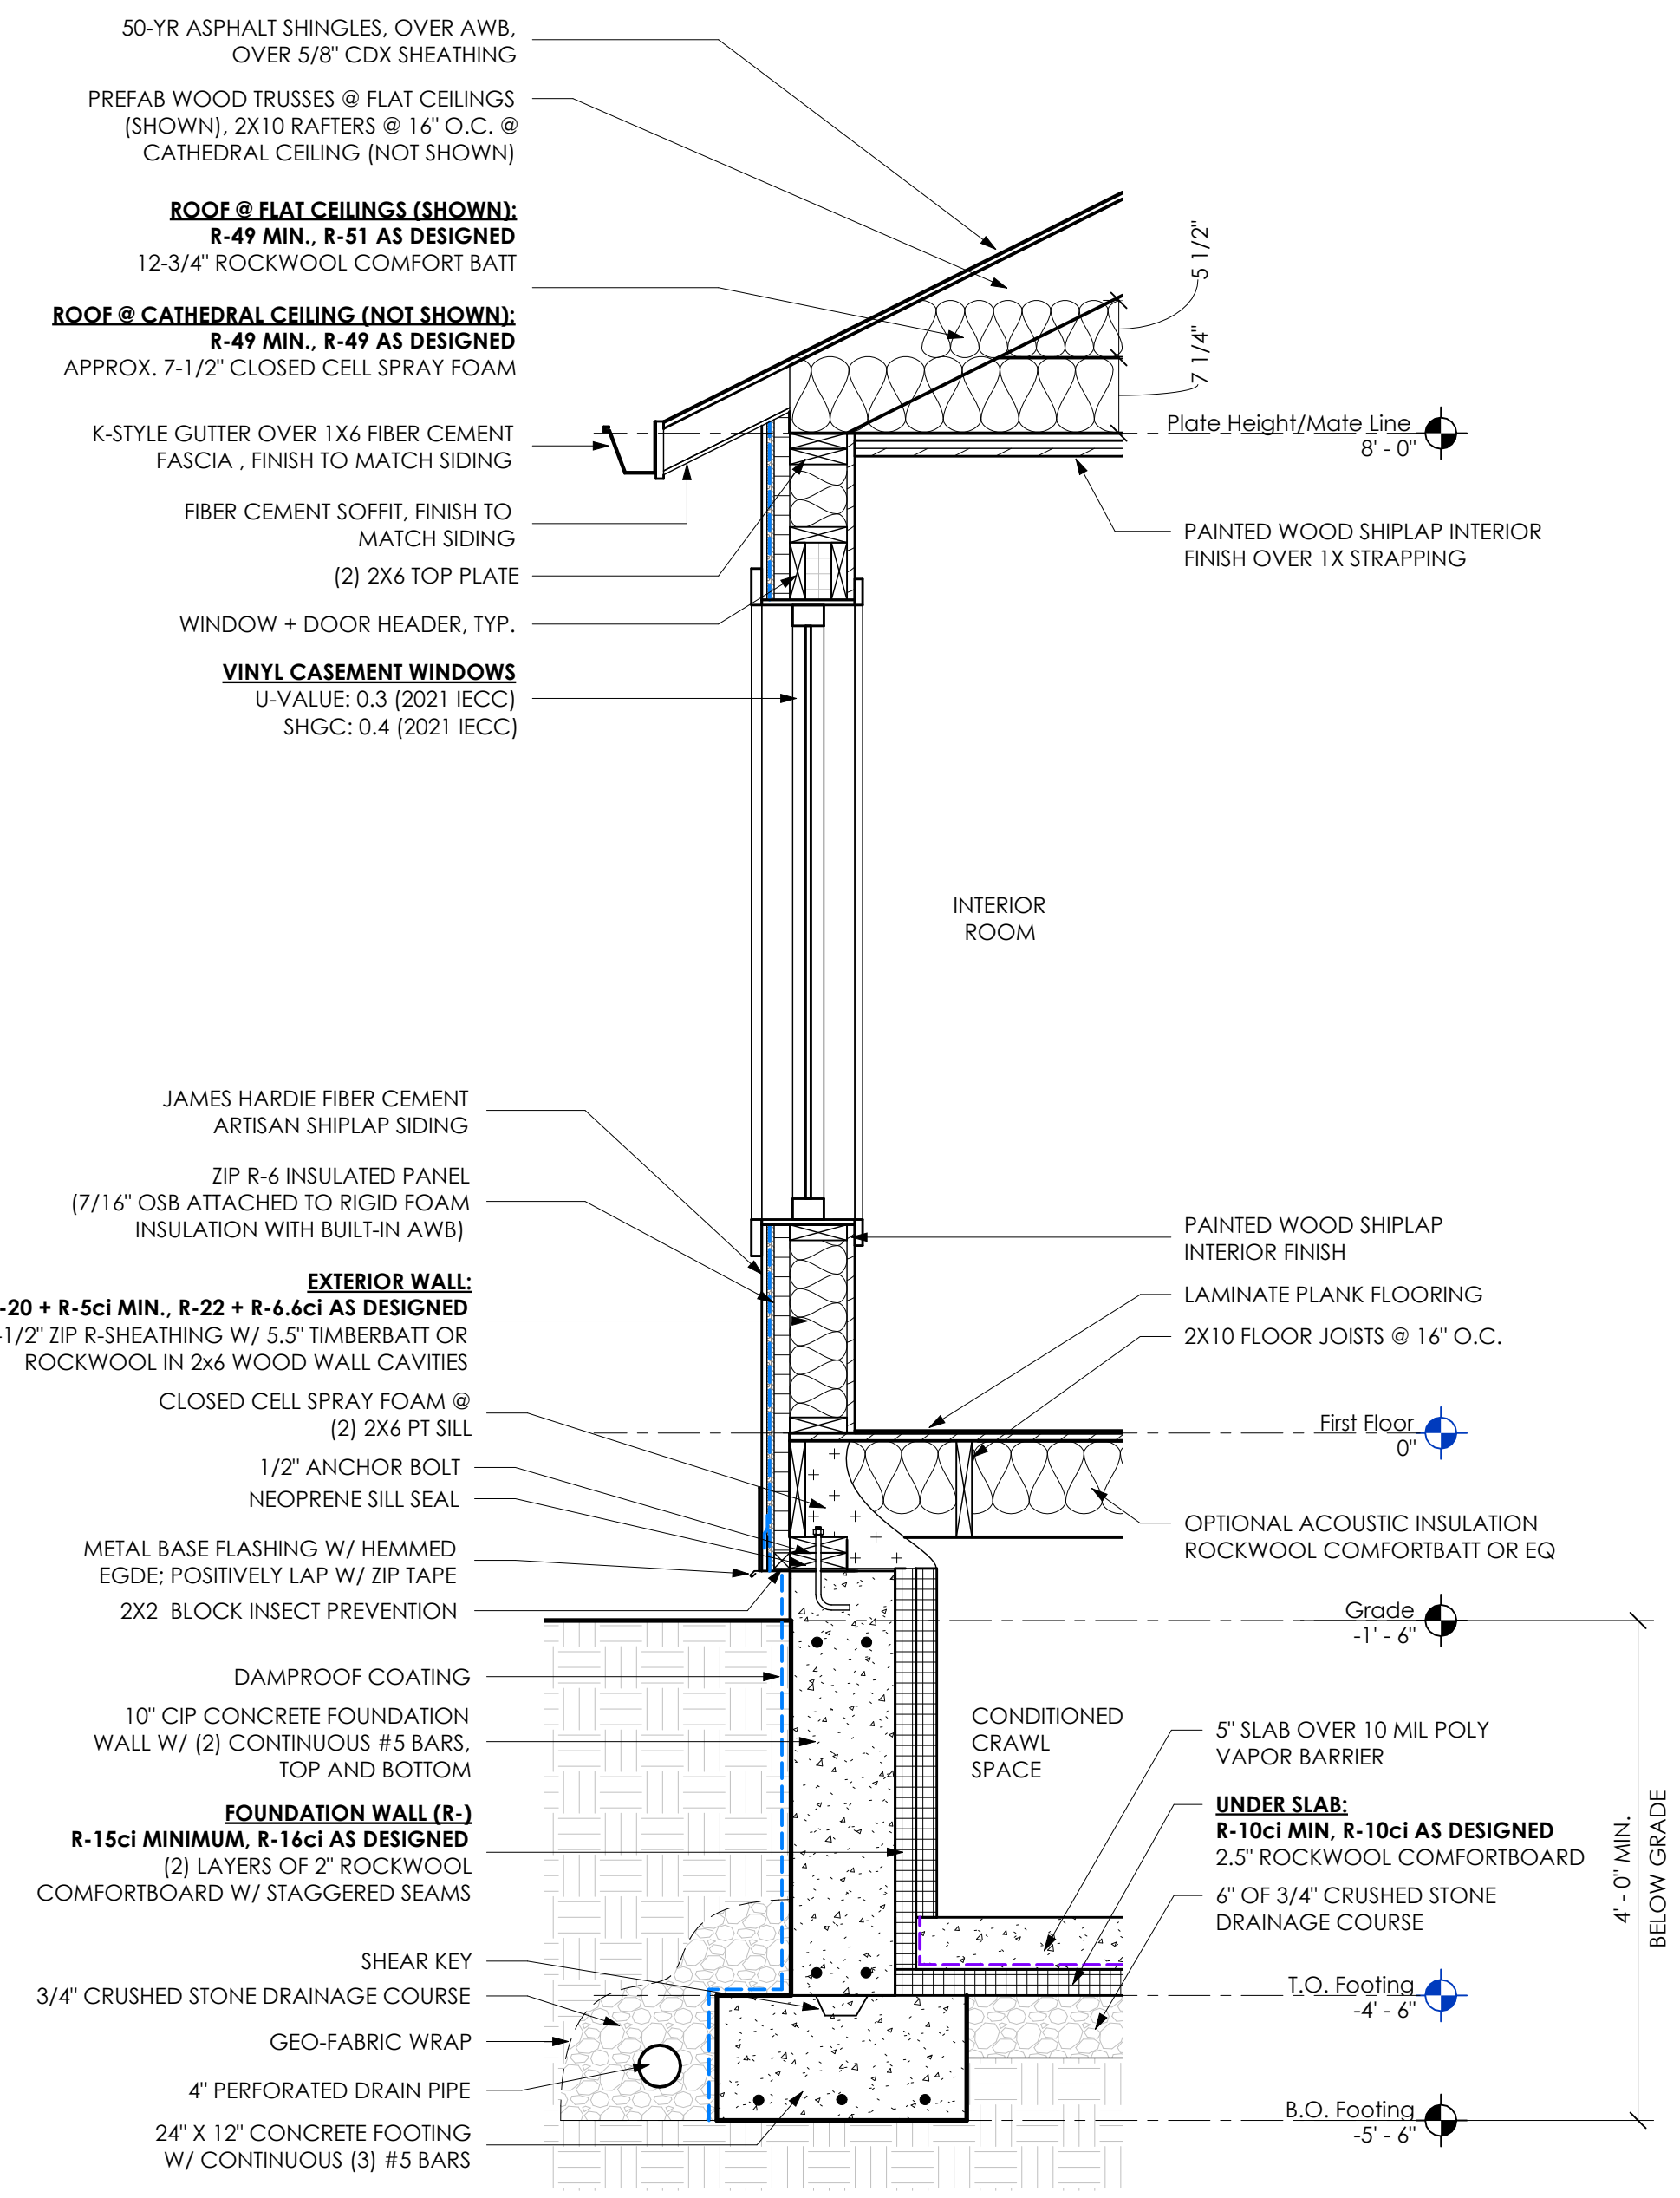 50-YR ASPHALT SHINGLES, OVER AWB,
OVER 5/8" CDX SHEATHING
PREFAB WOOD TRUSSES @ FLAT CEILINGS
(SHOWN), 2X10 RAFTERS @ 16" O.C. @
CATHEDRAL CEILING (NOT SHOWN)
ROOF @ FLAT CEILINGS (SHOWN):
R-49 MIN., R-51 AS DESIGNED
12-3/4" ROCKWOOL COMFORT BATT
ROOF @ CATHEDRAL CEILING (NOT SHOWN):
R-49 MIN., R-49 AS DESIGNED
APPROX. 7-1/2" CLOSED CELL SPRAY FOAM
K-STYLE GUTTER OVER 1X6 FIBER CEMENT
FASCIA , FINISH TO MATCH SIDING
FIBER CEMENT SOFFIT, FINISH TO
MATCH SIDING
(2) 2X6 TOP PLATE
WINDOW + DOOR HEADER, TYP.
VINYL CASEMENT WINDOWS
U-VALUE: 0.3 (2021 IECC)
SHGC: 0.4 (2021 IECC)
5 1/2"
7 1/4"
Plate Height/Mate Line
8' - 0"
PAINTED WOOD SHIPLAP INTERIOR
FINISH OVER 1X STRAPPING
INTERIOR
ROOM
JAMES HARDIE FIBER CEMENT
ARTISAN SHIPLAP SIDING
ZIP R-6 INSULATED PANEL
(7/16" OSB ATTACHED TO RIGID FOAM
INSULATION WITH BUILT-IN AWB)
EXTERIOR WALL:
-20 + R-5ci MIN., R-22 + R-6.6ci AS DESIGNED
-1/2" ZIP R-SHEATHING W/ 5.5" TIMBERBATT OR
ROCKWOOL IN 2x6 WOOD WALL CAVITIES
CLOSED CELL SPRAY FOAM @
(2) 2X6 PT SILL
1/2" ANCHOR BOLT
NEOPRENE SILL SEAL
METAL BASE FLASHING W/ HEMMED
EGDE; POSITIVELY LAP W/ ZIP TAPE
2X2 BLOCK INSECT PREVENTION
DAMPROOF COATING
10" CIP CONCRETE FOUNDATION
WALL W/ (2) CONTINUOUS #5 BARS,
TOP AND BOTTOM
FOUNDATION WALL (R-)
R-15ci MINIMUM, R-16ci AS DESIGNED
(2) LAYERS OF 2" ROCKWOOL
COMFORTBOARD W/ STAGGERED SEAMS
SHEAR KEY
3/4" CRUSHED STONE DRAINAGE COURSE
GEO-FABRIC WRAP
4" PERFORATED DRAIN PIPE
24" X 12" CONCRETE FOOTING
W/ CONTINUOUS (3) #5 BARS
PAINTED WOOD SHIPLAP
INTERIOR FINISH
LAMINATE PLANK FLOORING
2X10 FLOOR JOISTS @ 16" O.C.
First Floor
0"
OPTIONAL ACOUSTIC INSULATION
ROCKWOOL COMFORTBATT OR EQ
Grade
-1' - 6"
CONDITIONED
CRAWL
SPACE
5" SLAB OVER 10 MIL POLY
VAPOR BARRIER
UNDER SLAB:
R-10ci MIN, R-10ci AS DESIGNED
2.5" ROCKWOOL COMFORTBOARD
6" OF 3/4" CRUSHED STONE
DRAINAGE COURSE
4' - 0" MIN.
BELOW GRADE
T.O. Footing
-4' - 6"
B.O. Footing
-5' - 6"